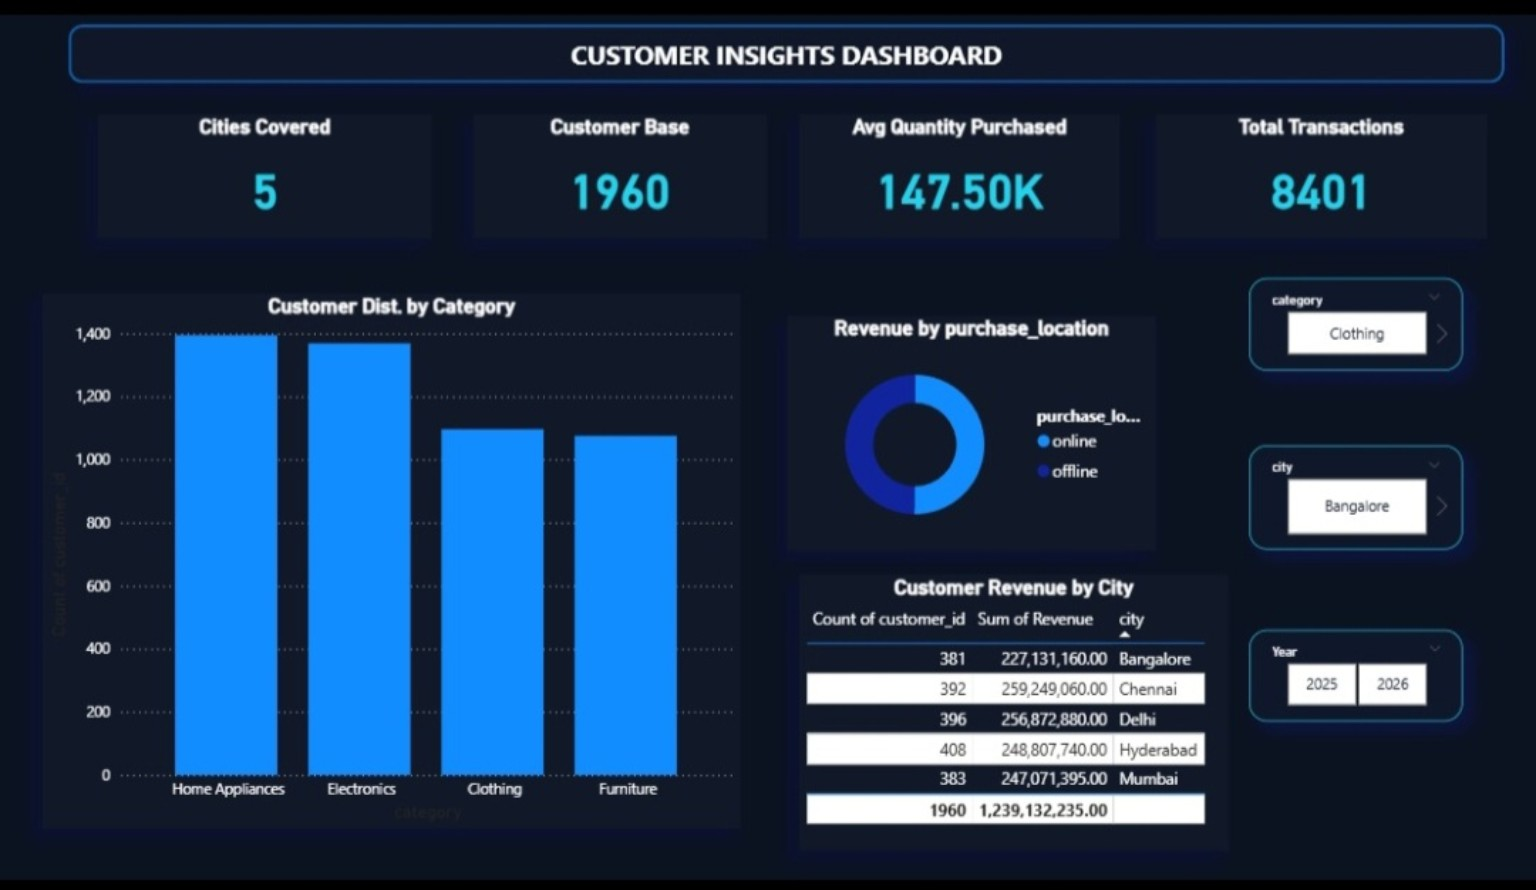 CUSTOMER INSIGHTS DASHBOARD
Cities Covered
5
Customer Base
1960
Avg Quantity Purchased
147.50K
Total Transactions
8401
Customer Dist. by Category
1,400
1,200
1,000
800
600
400
200
0
Count of customer_id
Home Appliances Electronics Clothing Furniture
category
Revenue by purchase_location
purchase_lo...
online
offline
Customer Revenue by City
Count of customer_id Sum of Revenue city
381 227,131,160.00 Bangalore
392 259,249,060.00 Chennai
396 256,872,880.00 Delhi
408 248,807,740.00 Hyderabad
383 247,071,395.00 Mumbai
1960 1,239,132,235.00
category
Clothing
city
Bangalore
Year
2025 2026